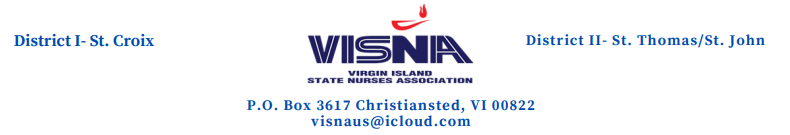 District I- St. Croix
District II- St. Thomas/St. John
VISNA
VIRGIN ISLAND
STATE NURSES ASSOCIATION
P.O. Box 3617 Christiansted, VI 00822
visnaus@icloud.com